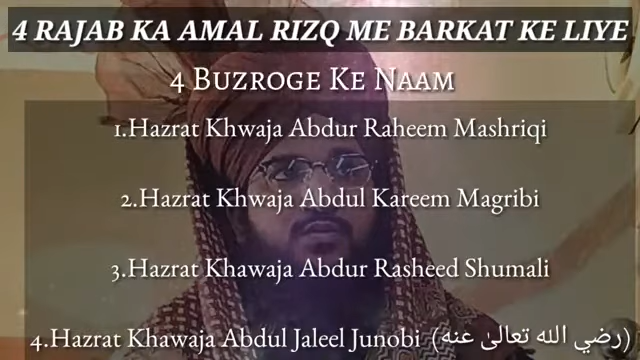 4 RAJAB KA AMAL RIZQ ME BARKAT KE LIYE
4 Buzroge Ke Naam
1.Hazrat Khwaja Abdur Raheem Mashriqi
2.Hazrat Khwaja Abdul Kareem Magribi
3.Hazrat Khawaja Abdur Rasheed Shumali
4.Hazrat Khawaja Abdul Jaleel Junobi (رضي الله تعالىٰ عنه)